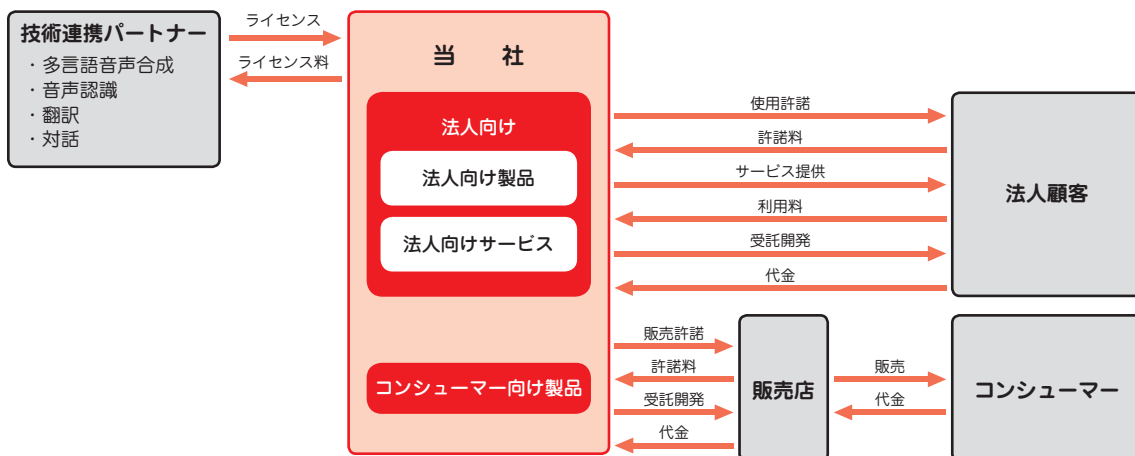 技術連携パートナー
・多言語音声合成
・音声認識
・翻訳
・対話
ライセンス
ライセンス料
当 社
法人向け
法人向け製品
法人向けサービス
コンシューマー向け製品
使用許諾
許諾料
サービス提供
利用料
受託開発
代金
法人顧客
販売許諾
許諾料
受託開発
代金
販売店
販売
代金
コンシューマー